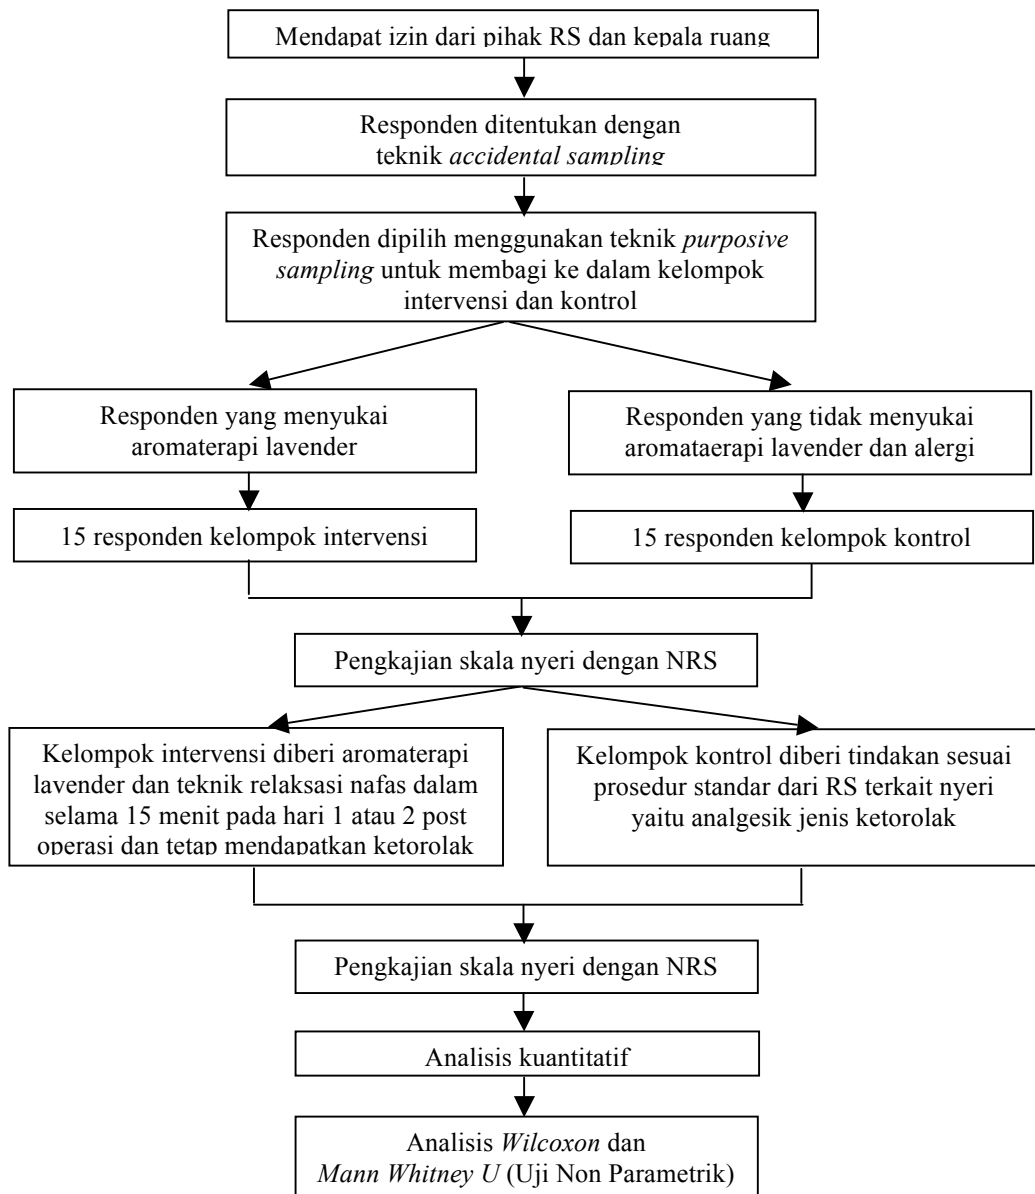 Mendapat izin dari pihak RS dan kepala ruang
Responden ditentukan dengan
teknik accidental sampling
Responden dipilih menggunakan teknik purposive
sampling untuk membagi ke dalam kelompok
intervensi dan kontrol
Responden yang menyukai
aromaterapi lavender
Responden yang tidak menyukai
aromataerapi lavender dan alergi
15 responden kelompok intervensi
15 responden kelompok kontrol
Pengkajian skala nyeri dengan NRS
Kelompok intervensi diberi aromaterapi
lavender dan teknik relaksasi nafas dalam
selama 15 menit pada hari 1 atau 2 post
operasi dan tetap mendapatkan ketorolak
Kelompok kontrol diberi tindakan sesuai
prosedur standar dari RS terkait nyeri
yaitu analgesik jenis ketorolak
Pengkajian skala nyeri dengan NRS
Analisis kuantitatif
Analisis Wilcoxon dan
Mann Whitney U (Uji Non Parametrik)